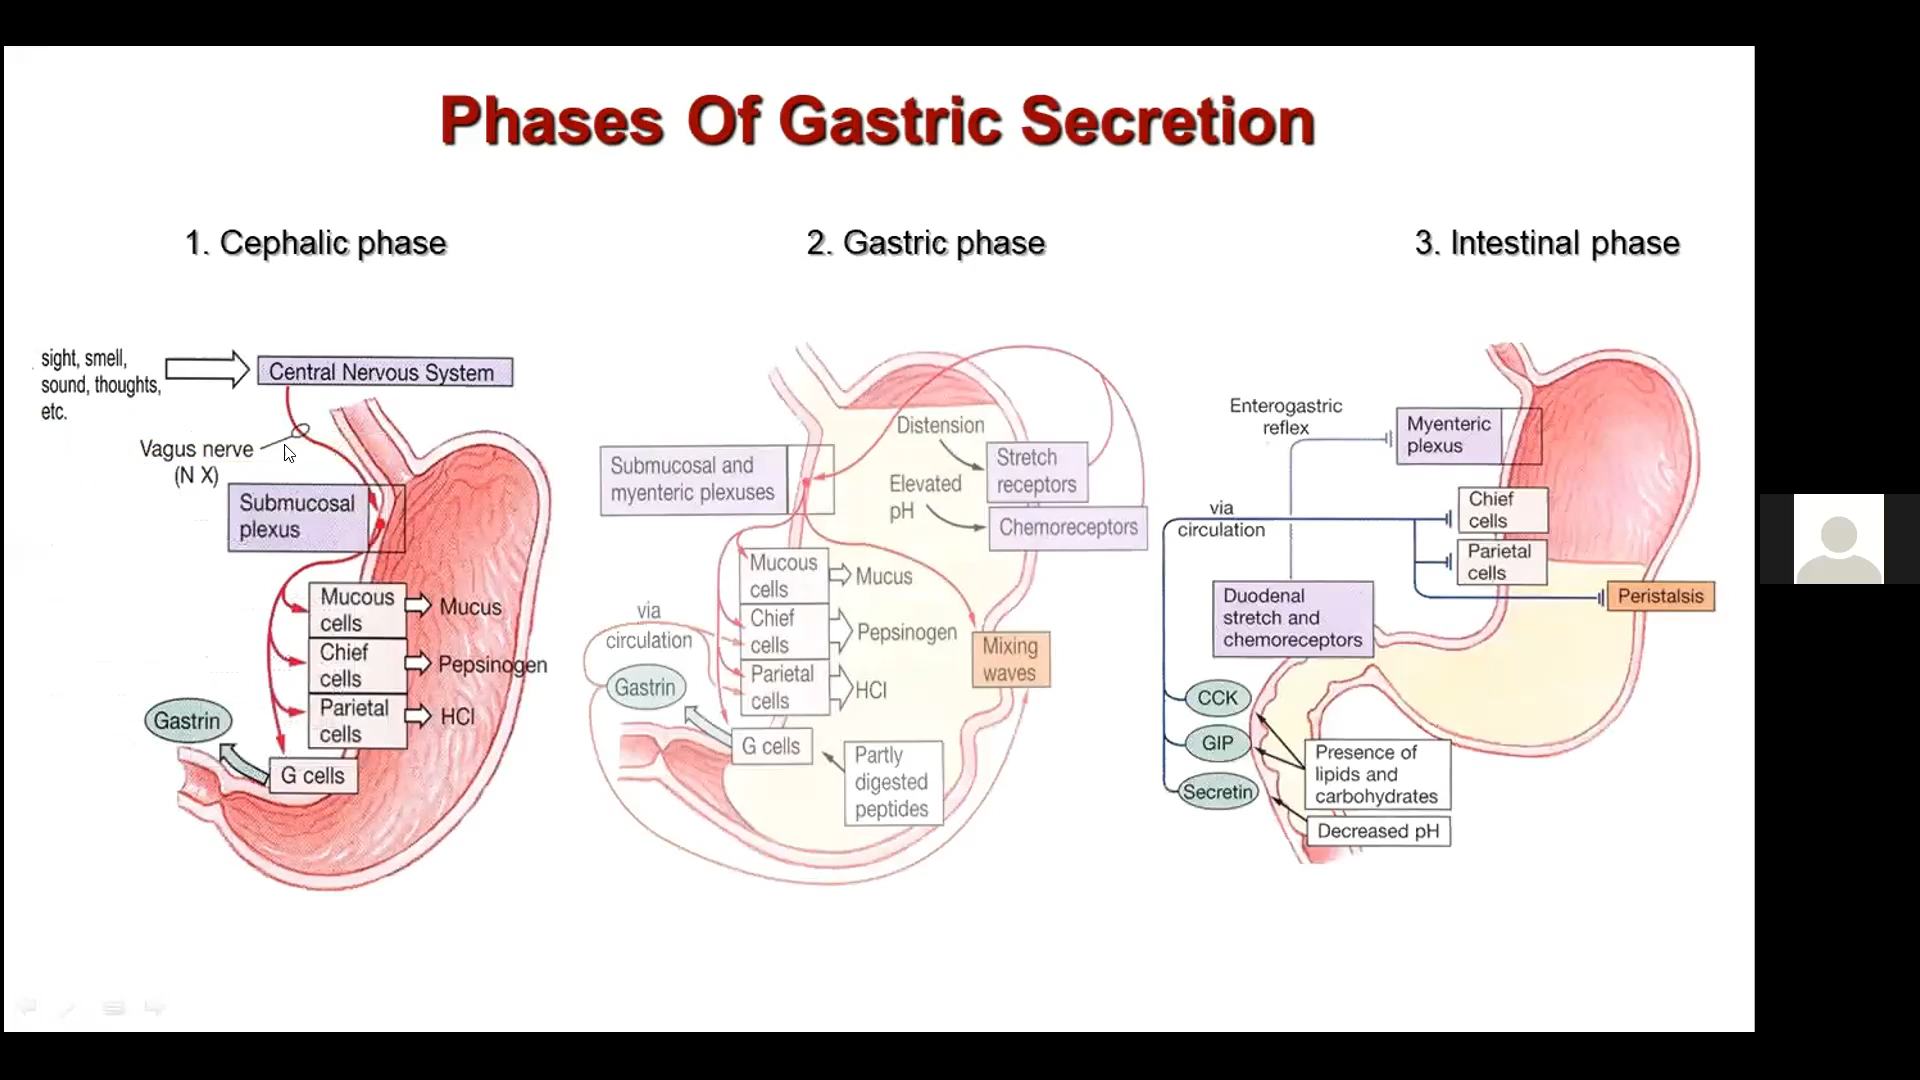 Phases Of Gastric Secretion
1. Cephalic phase
sight, smell,
sound, thoughts,
etc.
Central Nervous System
Vagus nerve
(N X)
Submucosal
plexus
Mucous
cells
Mucus
Chief
cells
Pepsinogen
Parietal
cells
HCl
Gastrin
G cells
2. Gastric phase
Distension
Stretch
receptors
Submucosal and
myenteric plexuses
Elevated
pH
Chemoreceptors
Mucous
cells
Mucus
via
circulation
Chief
cells
Pepsinogen
Mixing
waves
Gastrin
Parietal
cells
HCl
G cells
Partly
digested
peptides
3. Intestinal phase
Enterogastric
reflex
Myenteric
plexus
via
circulation
Chief
cells
Parietal
cells
Peristalsis
Duodenal
stretch and
chemoreceptors
CCK
GIP
Secretin
Presence of
lipids and
carbohydrates
Decreased pH